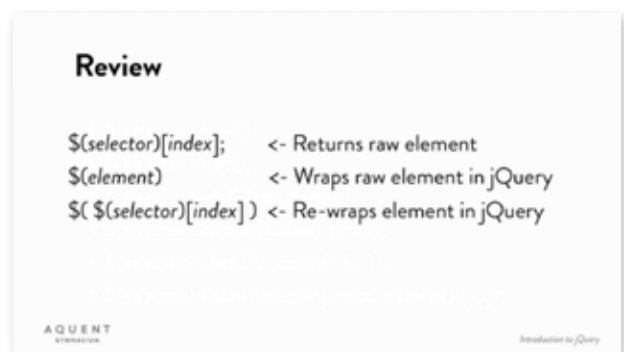 Review
$(selector)[index]; <- Returns raw element
$(element) <- Wraps raw element in jQuery
$( $(selector)[index] ) <- Re-wraps element in jQuery
AQUENT
GYMNASIUM
Introduction to jQuery